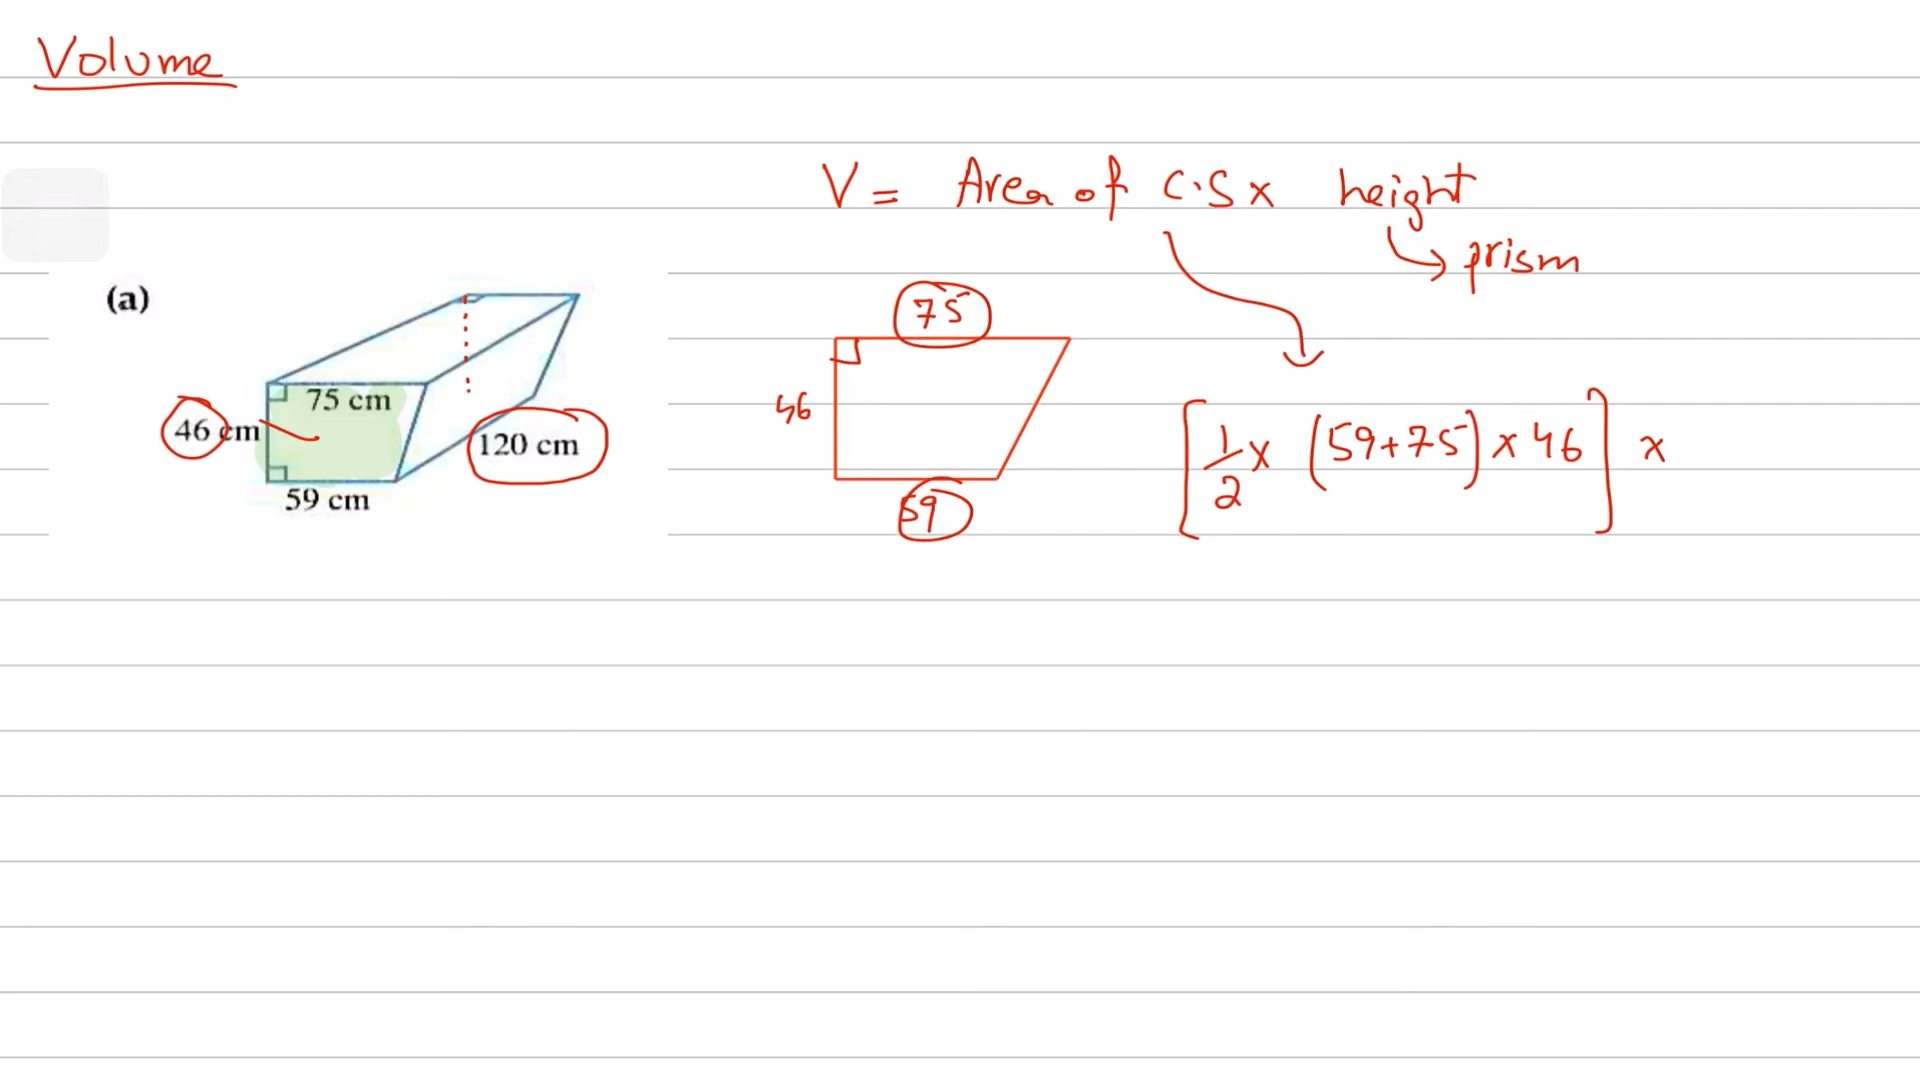 Volume
V = Area of C.S x height
→ prism
(a)
75 cm
46 cm
120 cm
59 cm
75
46
59
[1/2 x (59+75) x 46] x